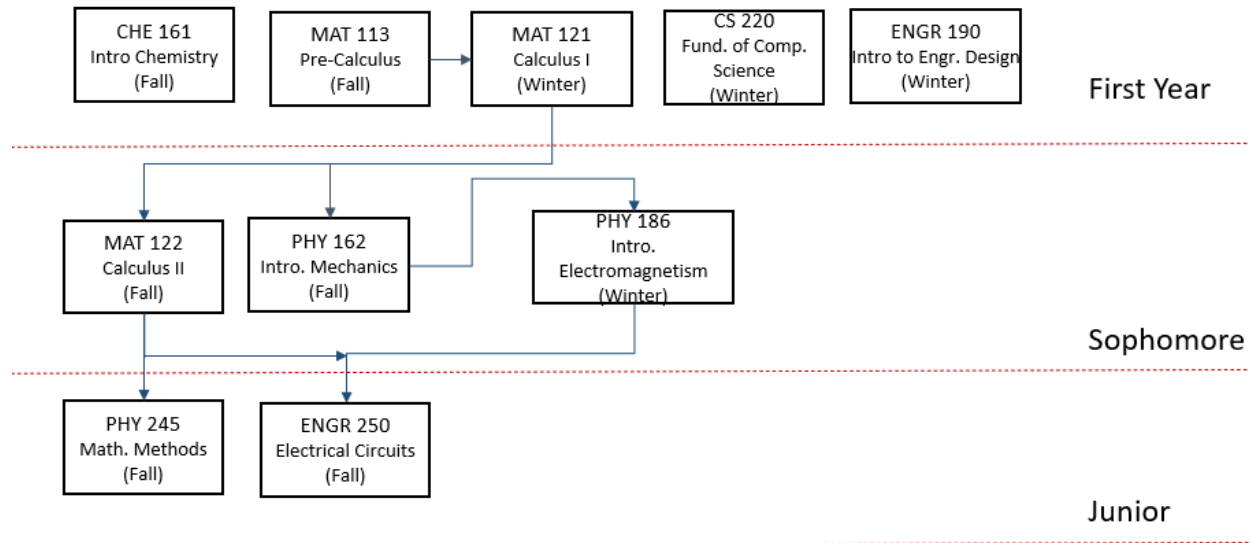 CHE 161
Intro Chemistry
(Fall)
MAT 113
Pre-Calculus
(Fall)
MAT 121
Calculus I
(Winter)
CS 220
Fund. of Comp.
Science
(Winter)
ENGR 190
Intro to Engr. Design
(Winter)
First Year
MAT 122
Calculus II
(Fall)
PHY 162
Intro. Mechanics
(Fall)
PHY 186
Intro.
Electromagnetism
(Winter)
Sophomore
PHY 245
Math. Methods
(Fall)
ENGR 250
Electrical Circuits
(Fall)
Junior